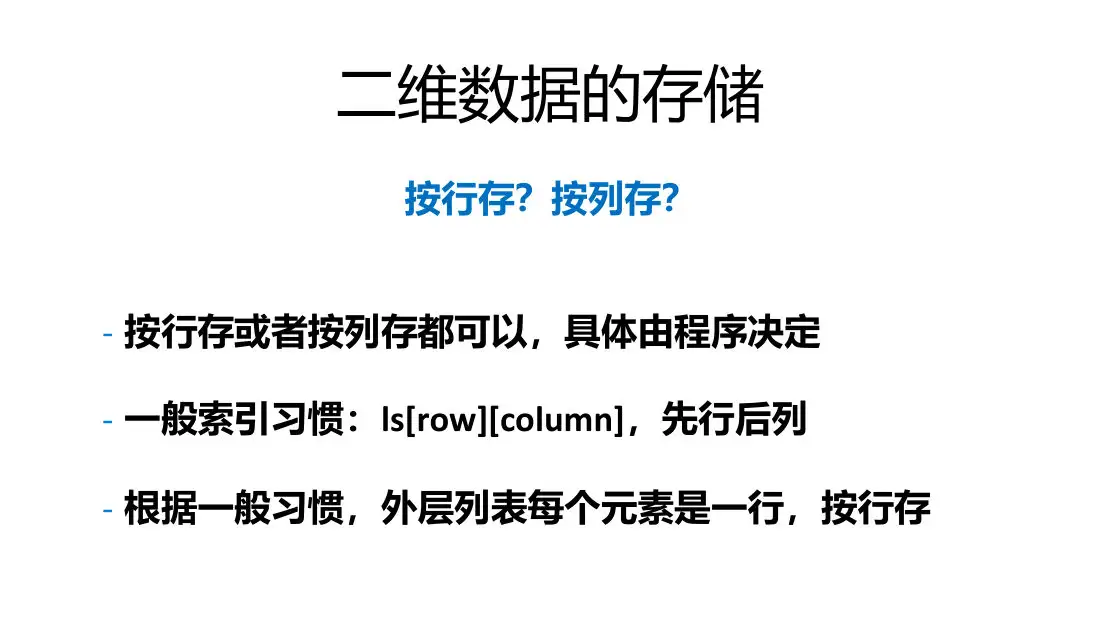 二维数据的存储
按行存？按列存？
- 按行存或者按列存都可以，具体由程序决定
- 一般索引习惯：ls[row][column]，先行后列
- 根据一般习惯，外层列表每个元素是一行，按行存